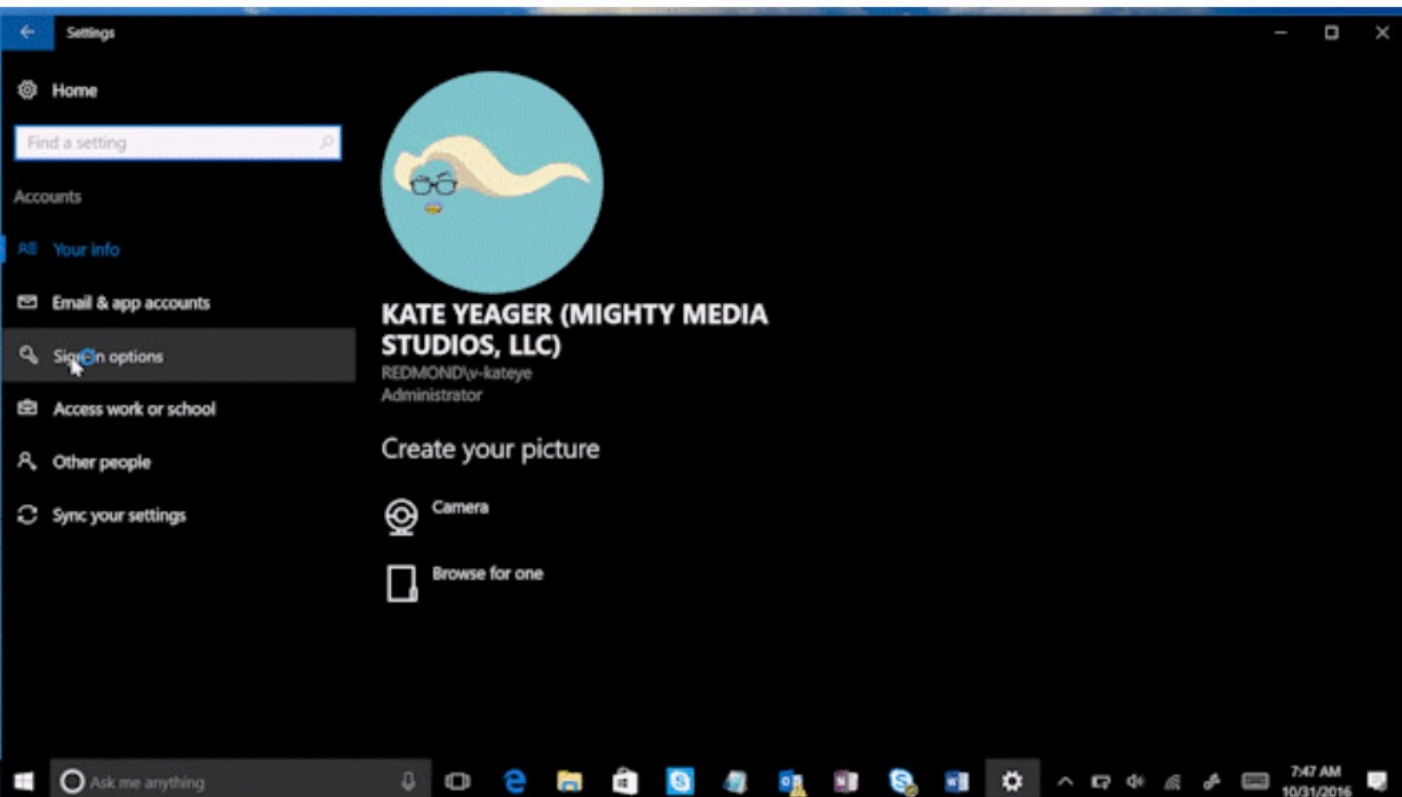 Settings
Home
Find a setting
Accounts
Your info
Email & app accounts
Sign-in options
Access work or school
Other people
Sync your settings
KATE YEAGER (MIGHTY MEDIA
STUDIOS, LLC)
REDMOND\v-kateye
Administrator
Create your picture
Camera
Browse for one
Ask me anything
7:47 AM
10/31/2016